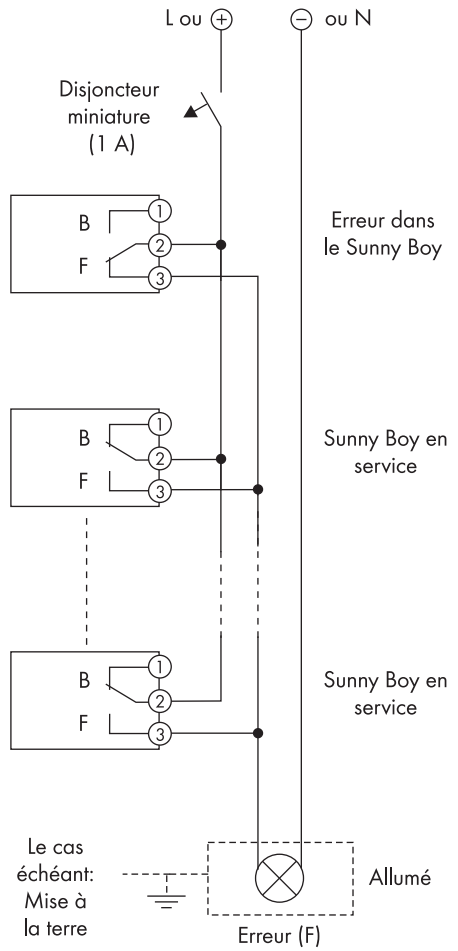 L ou +
− ou N
Disjoncteur
miniature
(1 A)
B
F
1
2
3
Erreur dans
le Sunny Boy
B
F
1
2
3
Sunny Boy en
service
B
F
1
2
3
Sunny Boy en
service
Le cas
échéant:
Mise à
la terre
Allumé
Erreur (F)